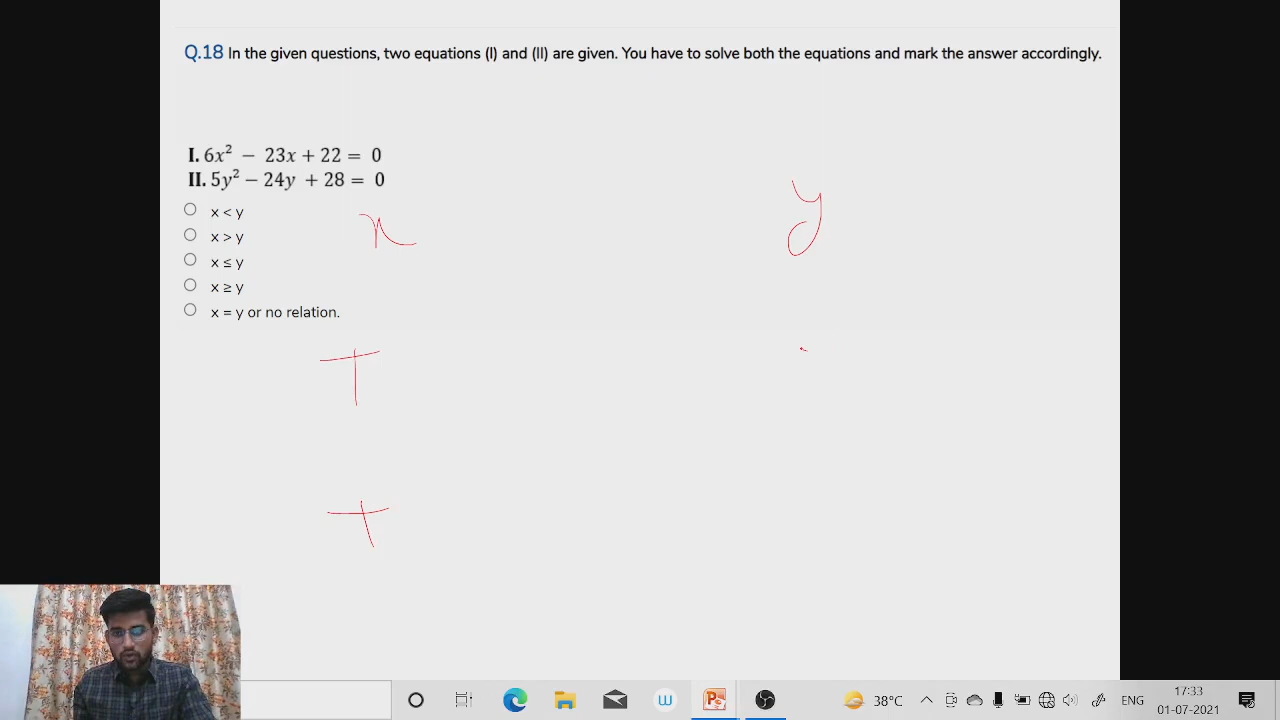 Q.18 In the given questions, two equations (I) and (II) are given. You have to solve both the equations and mark the answer accordingly.
I. 6x² − 23x + 22 = 0
II. 5y² − 24y + 28 = 0
x < y
x > y
x ≤ y
x ≥ y
x = y or no relation.
x y
+
+
38°C ENG 17:33
01-07-2021